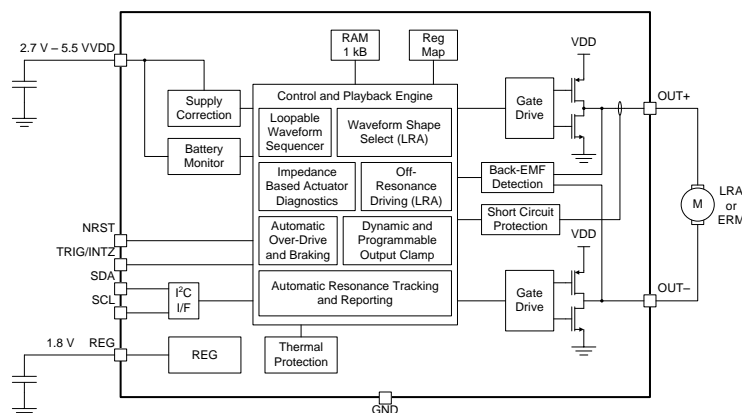 2.7 V – 5.5 VVDD
RAM
1 kB
Reg
Map
VDD
Control and Playback Engine
Supply
Correction
Loopable
Waveform
Sequencer
Waveform Shape
Select (LRA)
Gate
Drive
OUT+
Battery
Monitor
Impedance
Based Actuator
Diagnostics
Off-
Resonance
Driving (LRA)
Back-EMF
Detection
M
LRA
or
ERM
Short Circuit
Protection
NRST
TRIG/INTZ
Automatic
Over-Drive
and Braking
Dynamic and
Programmable
Output Clamp
VDD
SDA
SCL
I²C
I/F
Automatic Resonance Tracking
and Reporting
Gate
Drive
OUT–
1.8 V
REG
REG
Thermal
Protection
GND